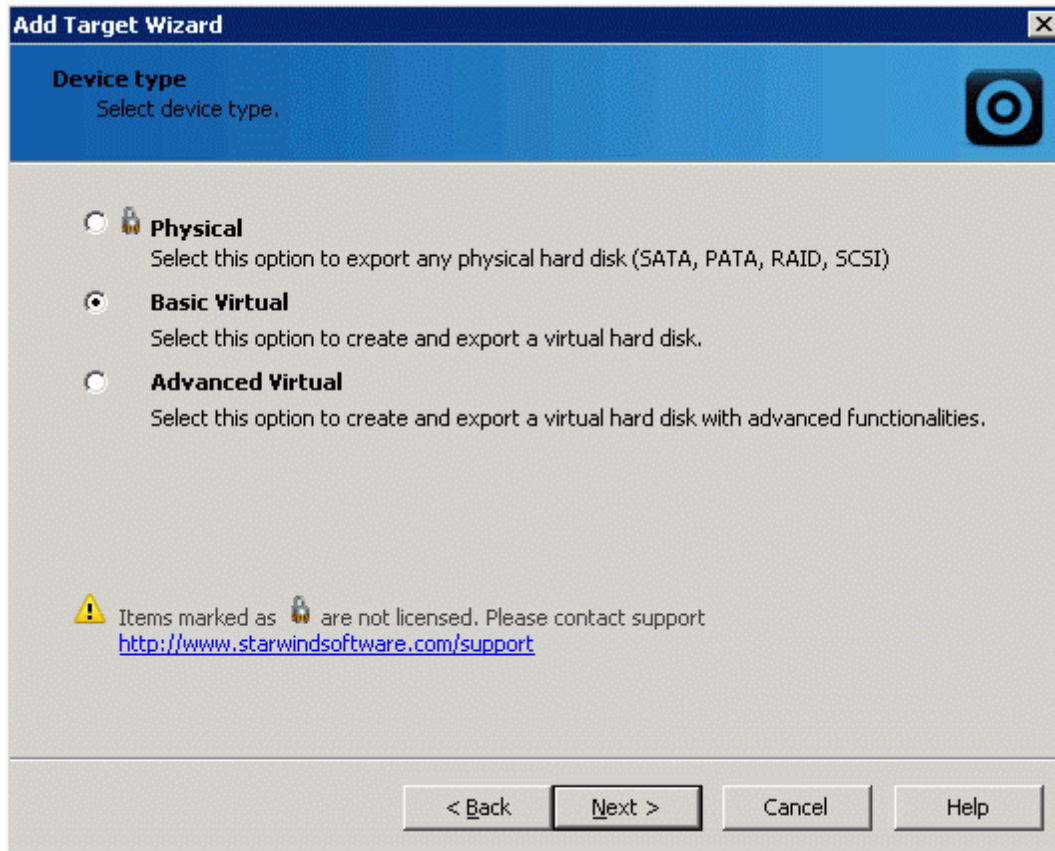 Add Target Wizard
Device type
Select device type.
Physical
Select this option to export any physical hard disk (SATA, PATA, RAID, SCSI)
Basic Virtual
Select this option to create and export a virtual hard disk.
Advanced Virtual
Select this option to create and export a virtual hard disk with advanced functionalities.
Items marked as are not licensed. Please contact support
http://www.starwindsoftware.com/support
< Back Next > Cancel Help